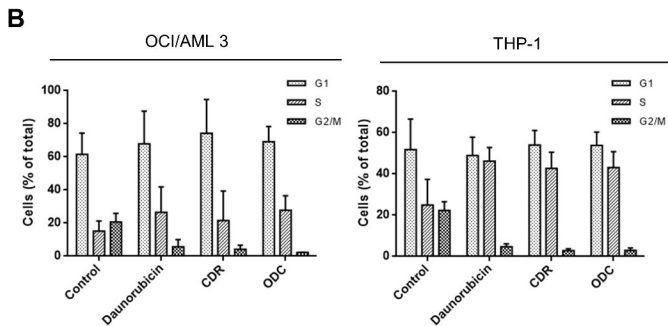 B
OCI/AML 3
THP-1
G1
S
G2/M
Cells (% of total)
100
80
60
40
20
0
Control
Daunorubicin
CDR
ODC
G1
S
G2/M
Cells (% of total)
80
60
40
20
0
Control
Daunorubicin
CDR
ODC